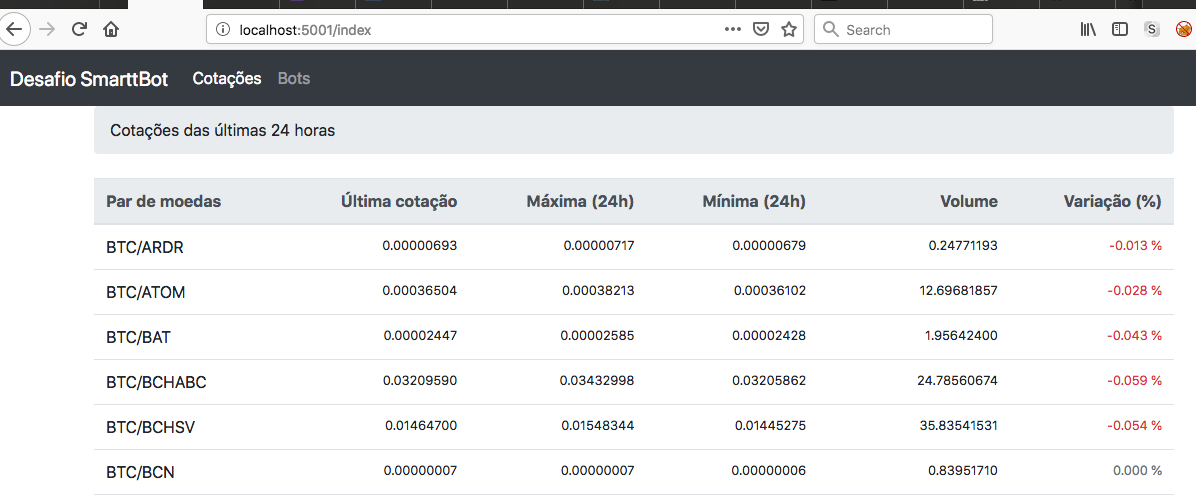 localhost:5001/index
Search
S
Desafio SmarttBot Cotações Bots
Cotações das últimas 24 horas
Par de moedas Última cotação Máxima (24h) Mínima (24h) Volume Variação (%)
BTC/ARDR 0.00000693 0.00000717 0.00000679 0.24771193 -0.013 %
BTC/ATOM 0.00036504 0.00038213 0.00036102 12.69681857 -0.028 %
BTC/BAT 0.00002447 0.00002585 0.00002428 1.95642400 -0.043 %
BTC/BCHABC 0.03209590 0.03432998 0.03205862 24.78560674 -0.059 %
BTC/BCHSV 0.01464700 0.01548344 0.01445275 35.83541531 -0.054 %
BTC/BCN 0.00000007 0.00000007 0.00000006 0.83951710 0.000 %